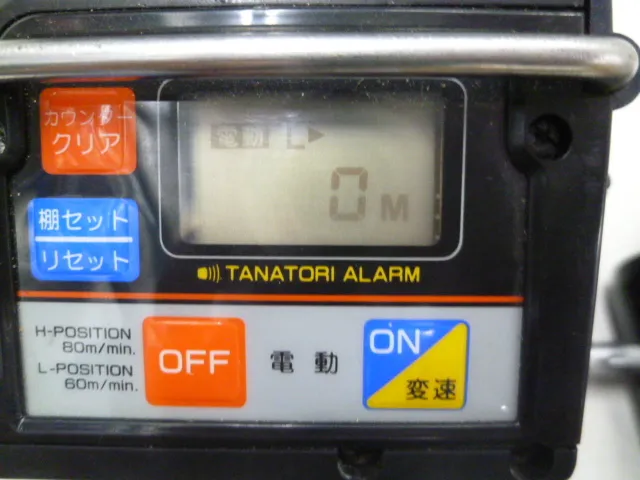 カウンター
クリア
電動 L▶
0M
棚セット
リセット
TANATORI ALARM
H-POSITION
80m/min.
L-POSITION
60m/min.
OFF
電動
ON
変速